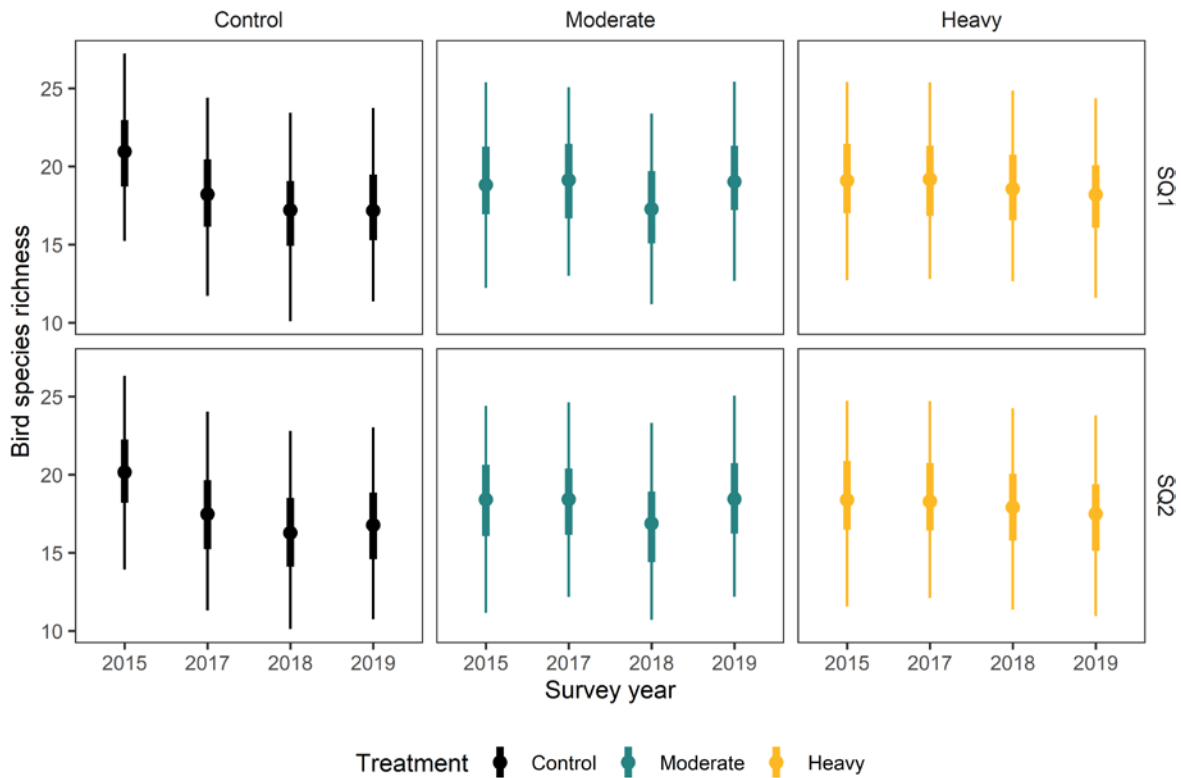 Control Moderate Heavy
25
20
15
10
SQ1
Bird species richness
25
20
15
10
SQ2
2015 2017 2018 2019 2015 2017 2018 2019 2015 2017 2018 2019
Survey year
Treatment Control Moderate Heavy